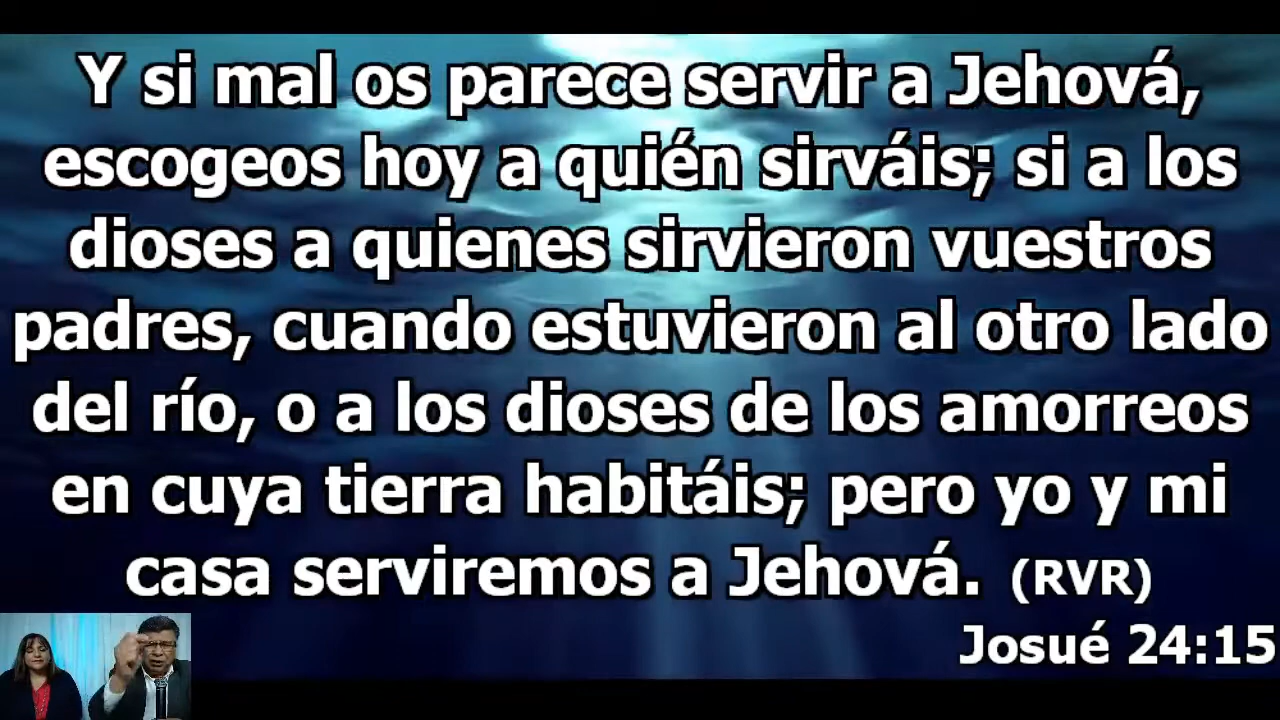 Y si mal os parece servir a Jehová,
escogeos hoy a quién sirváis; si a los
dioses a quienes sirvieron vuestros
padres, cuando estuvieron al otro lado
del río, o a los dioses de los amorreos
en cuya tierra habitáis; pero yo y mi
casa serviremos a Jehová. (RVR)
Josué 24:15